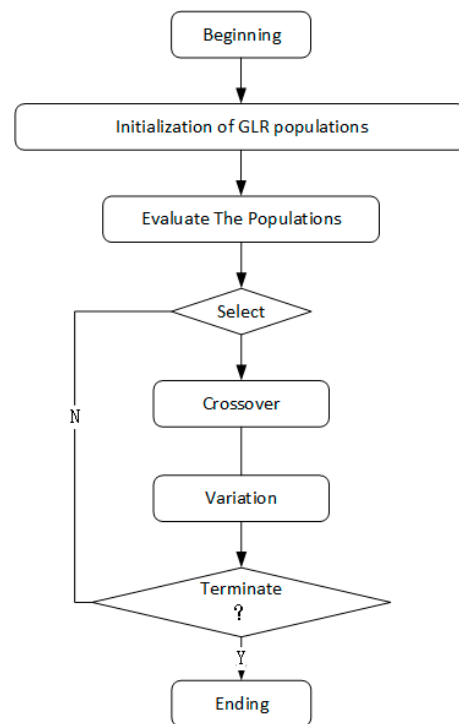 Beginning
Initialization of GLR populations
Evaluate The Populations
Select
Crossover
N
Variation
Terminate
?
Y
Ending